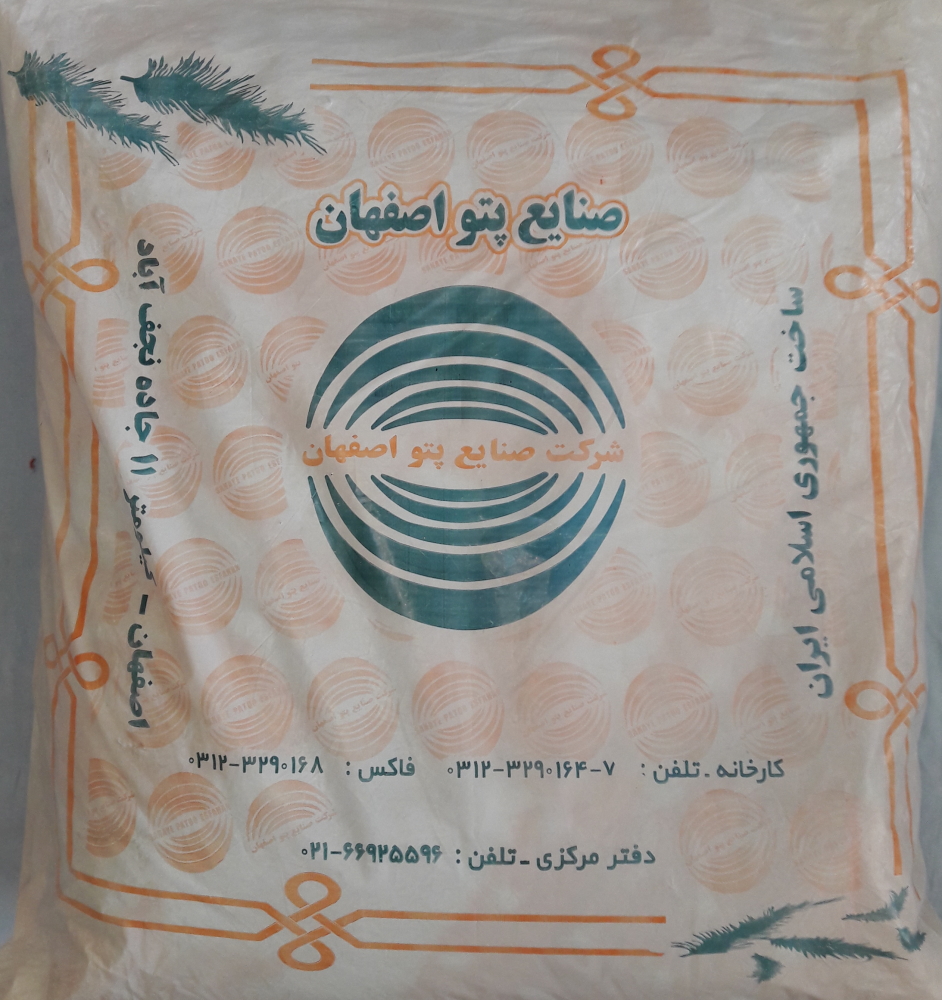 صنایع پتو اصفهان
شرکت صنایع پتو اصفهان
ساخت جمهوری اسلامی ایران
اصفهان - کیلومتر ۱۱ جاده نجف آباد
کارخانه - تلفن : ۷-۰۳۱۲-۳۲۹۰۱۶۴ فاکس : ۰۳۱۲-۳۲۹۰۱۶۸
دفتر مرکزی - تلفن : ۰۲۱-۶۶۹۲۵۵۹۶